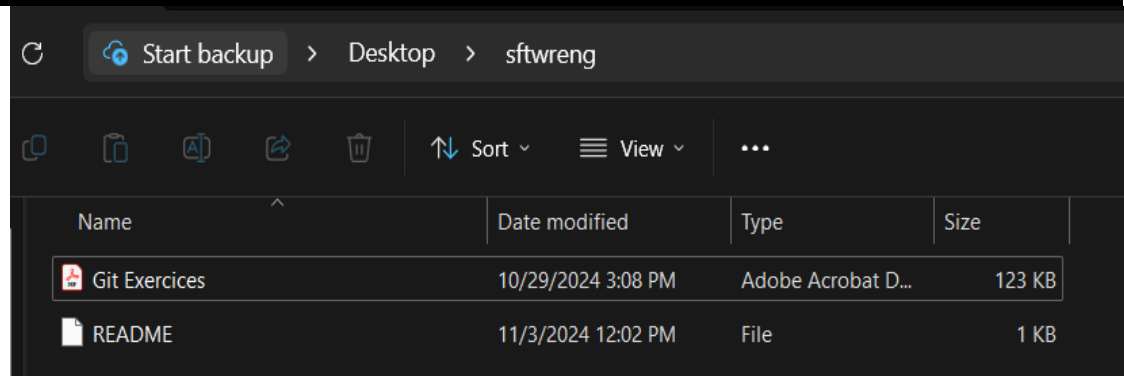 Start backup > Desktop > sftwreng
Sort View
Name Date modified Type Size
Git Exercices 10/29/2024 3:08 PM Adobe Acrobat D... 123 KB
README 11/3/2024 12:02 PM File 1 KB